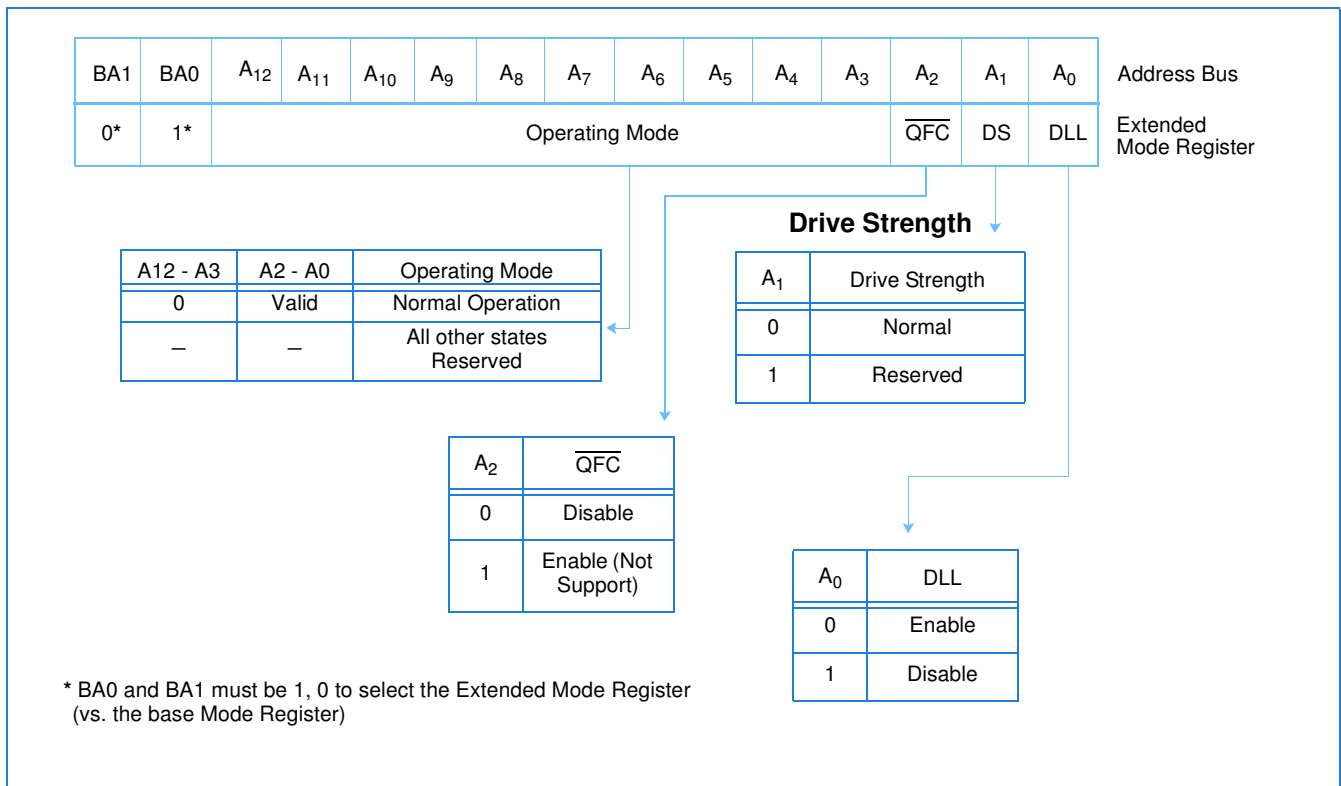 BA1 BA0 A12 A11 A10 A9 A8 A7 A6 A5 A4 A3 A2 A1 A0 Address Bus
0* 1* Operating Mode Q̅F̅C̅ DS DLL Extended
Mode Register
Drive Strength
A12 - A3 A2 - A0 Operating Mode
0 Valid Normal Operation
– – All other states
Reserved
A1 Drive Strength
0 Normal
1 Reserved
A2 Q̅F̅C̅
0 Disable
1 Enable (Not
Support)
A0 DLL
0 Enable
1 Disable
* BA0 and BA1 must be 1, 0 to select the Extended Mode Register
(vs. the base Mode Register)